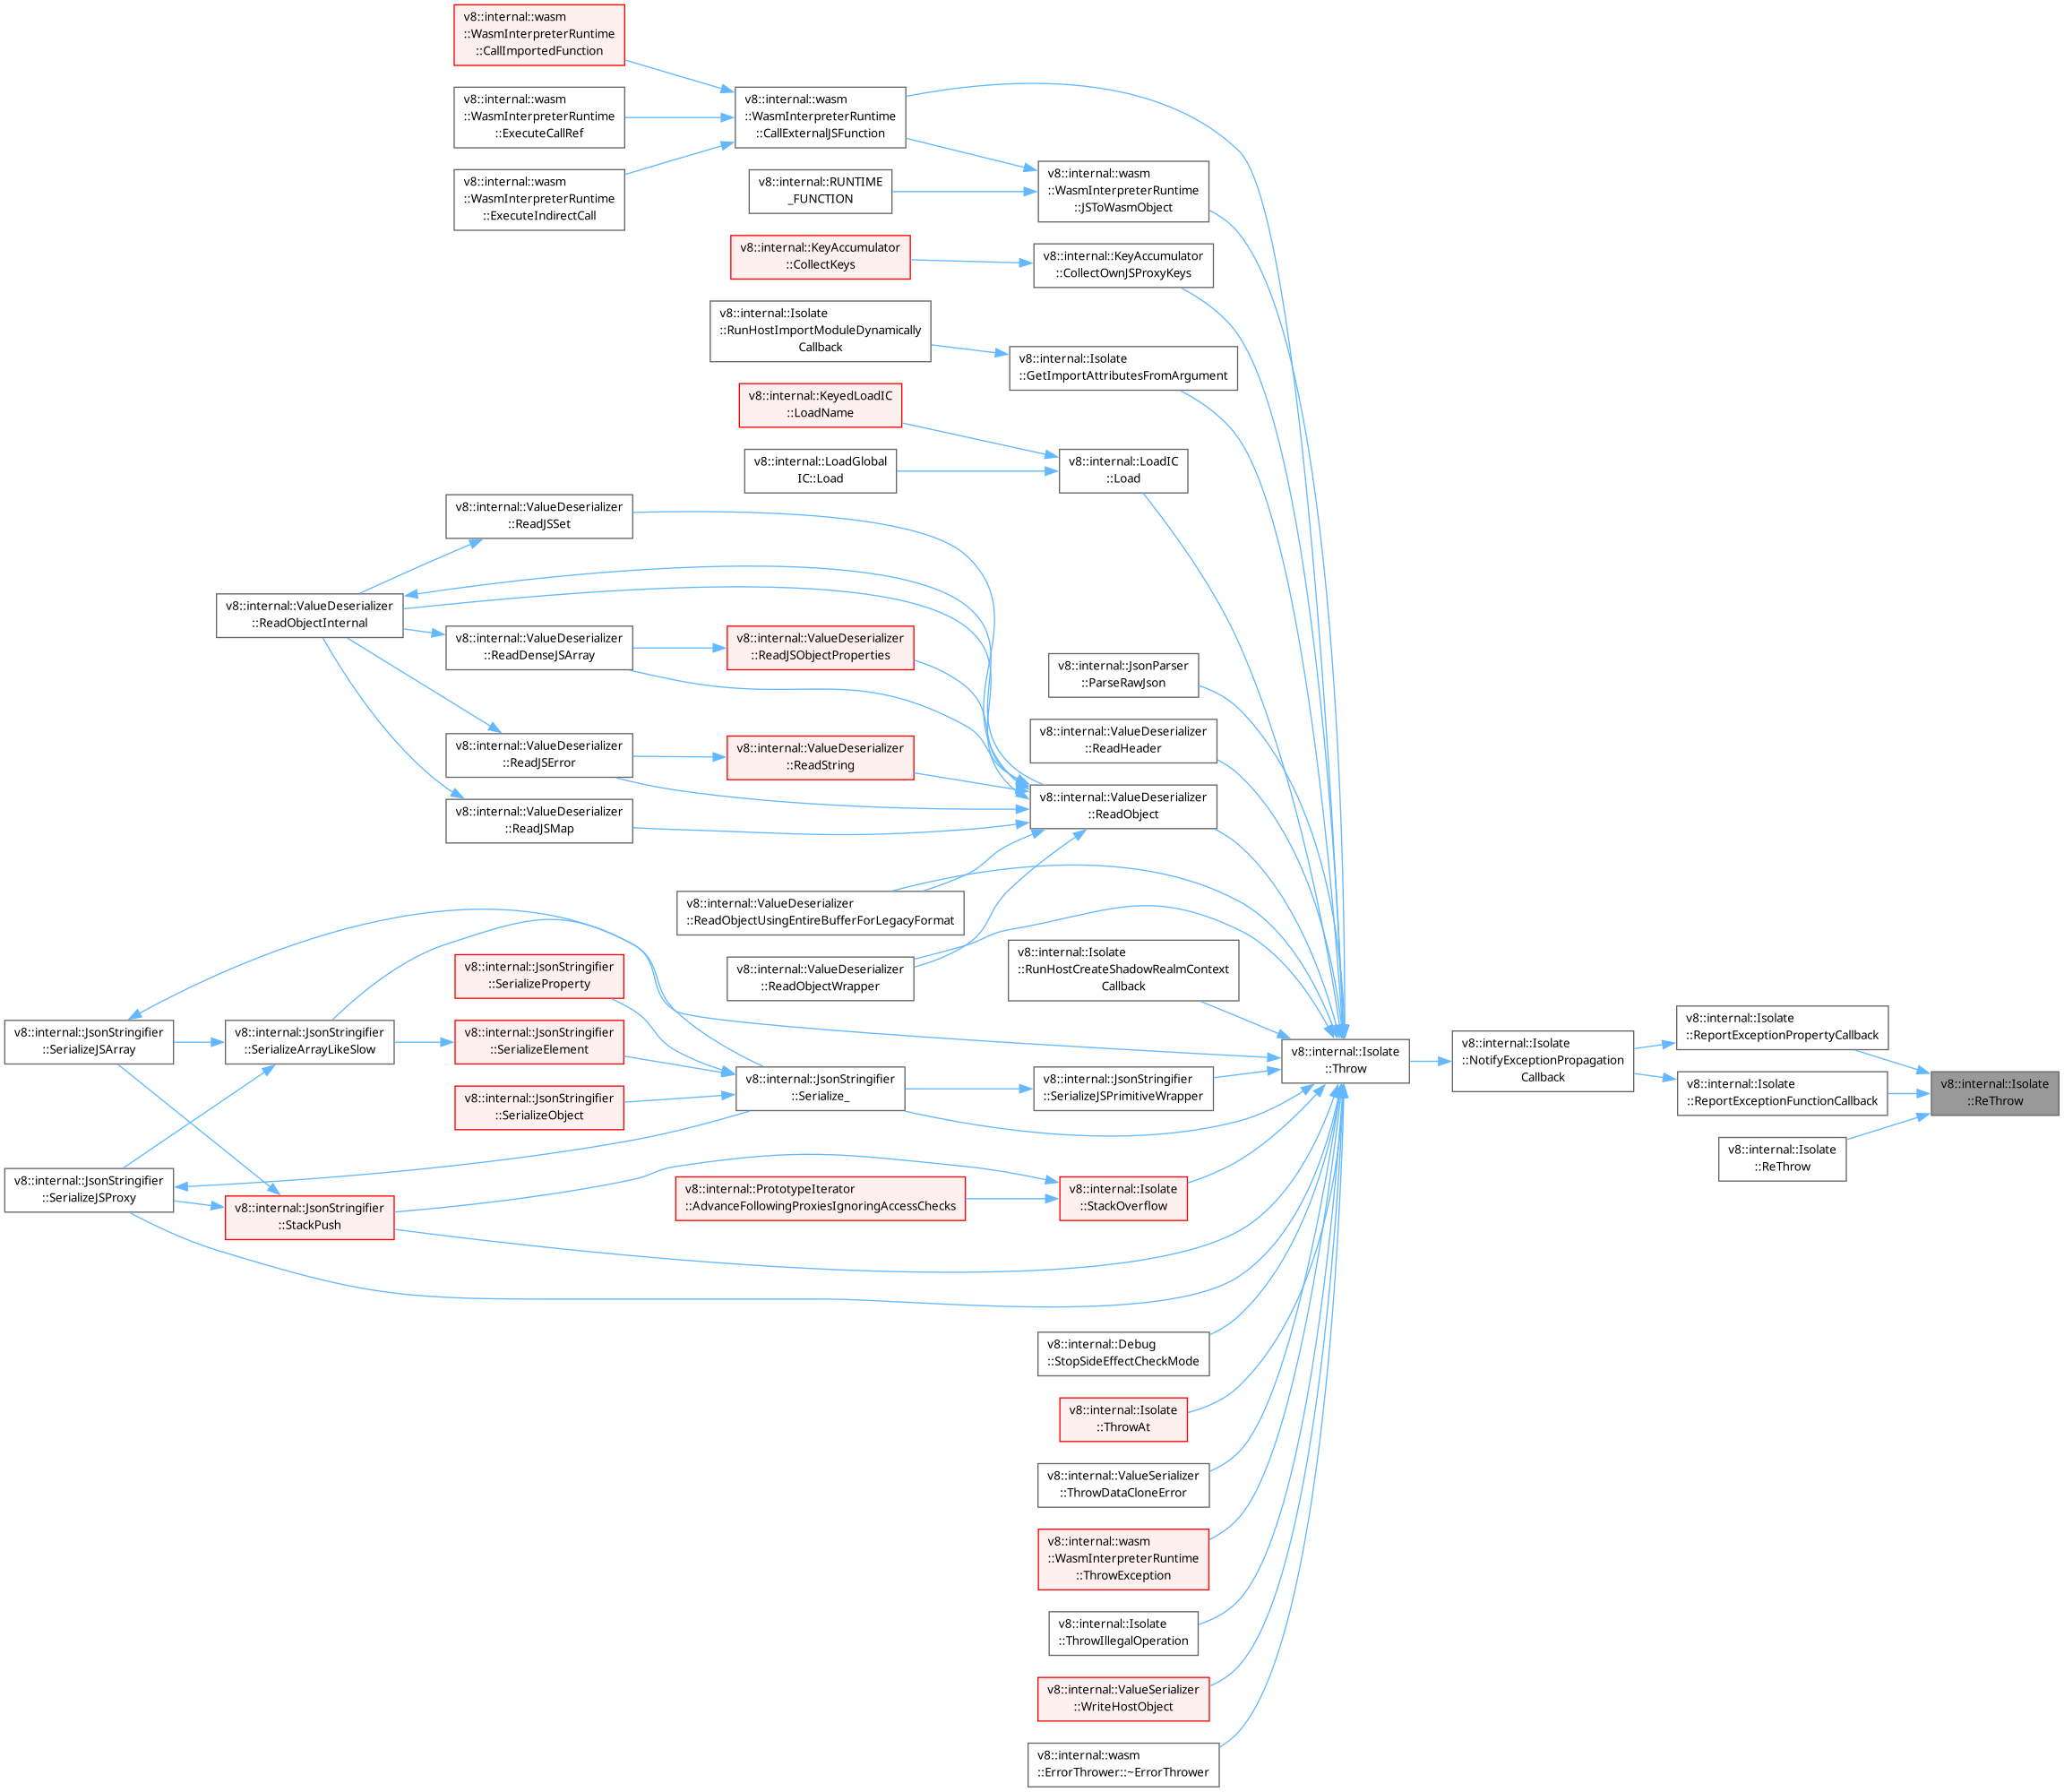 v8::internal::wasm
::WasmInterpreterRuntime
::CallImportedFunction
v8::internal::wasm
::WasmInterpreterRuntime
::ExecuteCallRef
v8::internal::wasm
::WasmInterpreterRuntime
::CallExternalJSFunction
v8::internal::wasm
::WasmInterpreterRuntime
::ExecuteIndirectCall
v8::internal::RUNTIME
_FUNCTION
v8::internal::wasm
::WasmInterpreterRuntime
::JSToWasmObject
v8::internal::KeyAccumulator
::CollectKeys
v8::internal::KeyAccumulator
::CollectOwnJSProxyKeys
v8::internal::Isolate
::RunHostImportModuleDynamically
Callback
v8::internal::Isolate
::GetImportAttributesFromArgument
v8::internal::KeyedLoadIC
::LoadName
v8::internal::LoadGlobal
IC::Load
v8::internal::LoadIC
::Load
v8::internal::ValueDeserializer
::ReadJSSet
v8::internal::ValueDeserializer
::ReadObjectInternal
v8::internal::ValueDeserializer
::ReadDenseJSArray
v8::internal::ValueDeserializer
::ReadJSObjectProperties
v8::internal::JsonParser
::ParseRawJson
v8::internal::ValueDeserializer
::ReadHeader
v8::internal::ValueDeserializer
::ReadJSError
v8::internal::ValueDeserializer
::ReadString
v8::internal::ValueDeserializer
::ReadObject
v8::internal::ValueDeserializer
::ReadJSMap
v8::internal::ValueDeserializer
::ReadObjectUsingEntireBufferForLegacyFormat
v8::internal::ValueDeserializer
::ReadObjectWrapper
v8::internal::Isolate
::RunHostCreateShadowRealmContext
Callback
v8::internal::JsonStringifier
::SerializeProperty
v8::internal::JsonStringifier
::SerializeJSArray
v8::internal::JsonStringifier
::SerializeArrayLikeSlow
v8::internal::JsonStringifier
::SerializeElement
v8::internal::JsonStringifier
::SerializeObject
v8::internal::JsonStringifier
::Serialize_
v8::internal::JsonStringifier
::SerializeJSPrimitiveWrapper
v8::internal::Isolate
::Throw
v8::internal::Isolate
::NotifyExceptionPropagation
Callback
v8::internal::Isolate
::ReportExceptionPropertyCallback
v8::internal::Isolate
::ReportExceptionFunctionCallback
v8::internal::Isolate
::ReThrow
v8::internal::Isolate
::ReThrow
v8::internal::JsonStringifier
::SerializeJSProxy
v8::internal::JsonStringifier
::StackPush
v8::internal::PrototypeIterator
::AdvanceFollowingProxiesIgnoringAccessChecks
v8::internal::Isolate
::StackOverflow
v8::internal::Debug
::StopSideEffectCheckMode
v8::internal::Isolate
::ThrowAt
v8::internal::ValueSerializer
::ThrowDataCloneError
v8::internal::wasm
::WasmInterpreterRuntime
::ThrowException
v8::internal::Isolate
::ThrowIllegalOperation
v8::internal::ValueSerializer
::WriteHostObject
v8::internal::wasm
::ErrorThrower::~ErrorThrower